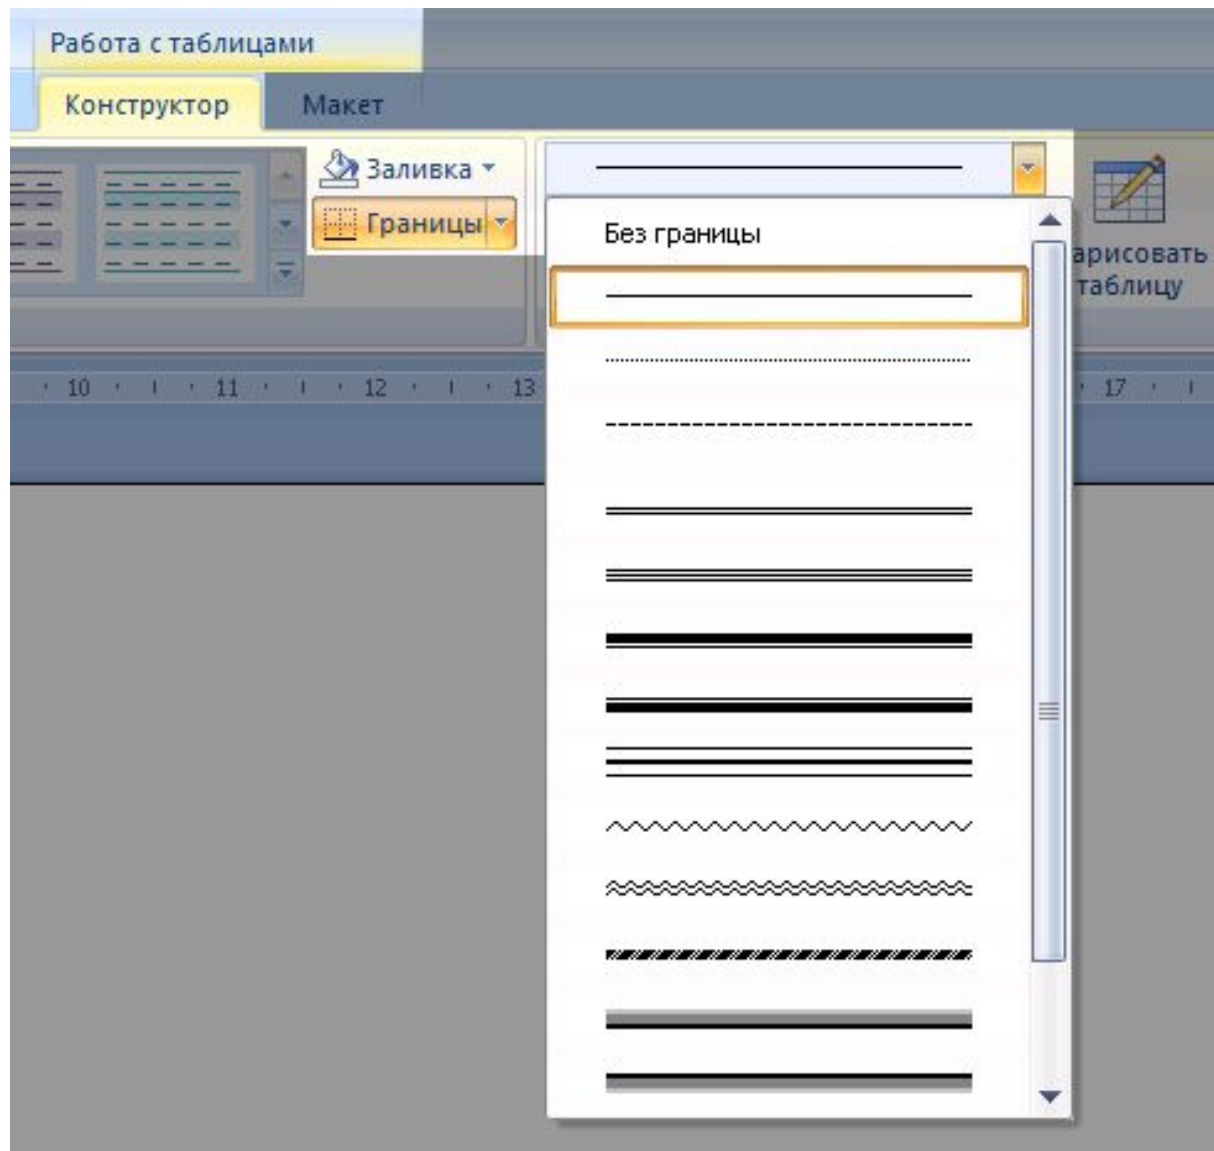 Работа с таблицами
Конструктор Макет
Заливка
Границы
арисовать
таблицу
Без границы
10 11 12 13 17